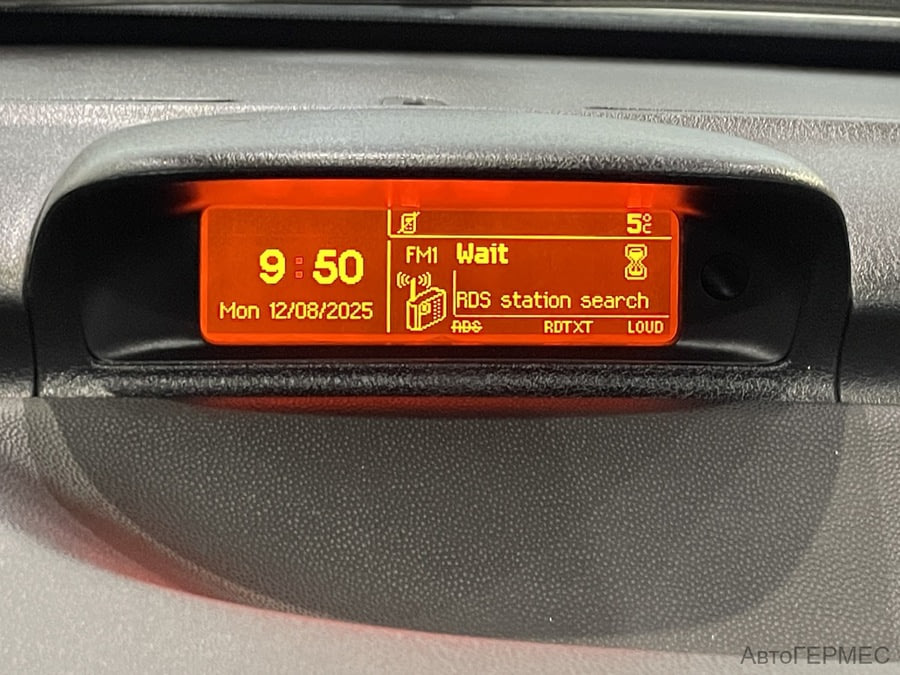 9:50
Mon 12/08/2025
5°C
FM1 Wait
RDS station search
RDS RDTXT LOUD
АвтоГЕРМЕС